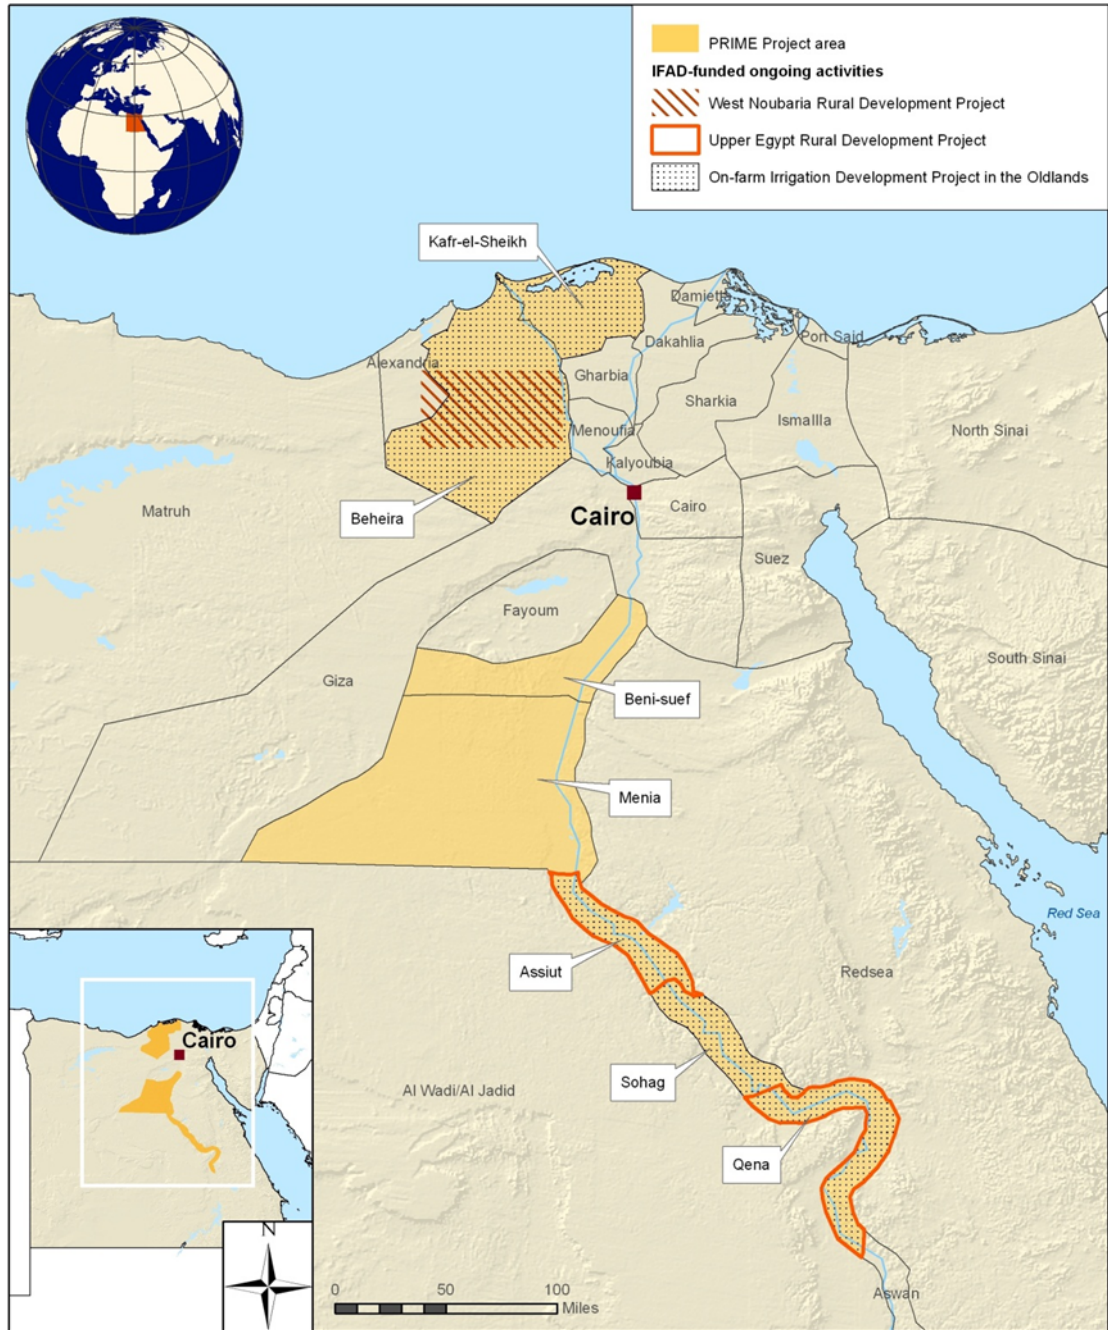 PRIME Project area
IFAD-funded ongoing activities
West Noubaria Rural Development Project
Upper Egypt Rural Development Project
On-farm Irrigation Development Project in the Oldlands
Kafr-el-Sheikh
Damietta
Port Said
Dakahlia
Alexandria
Gharbia
Sharkia
Ismallla
North Sinai
Menoufia
Kalyoubia
Matruh
Beheira
Cairo
Cairo
Suez
Fayoum
South Sinai
Giza
Beni-suef
Menia
Red Sea
Assiut
Redsea
Cairo
Sohag
Al Wadi/Al Jadid
Qena
N
0 50 100
Miles
Aswan